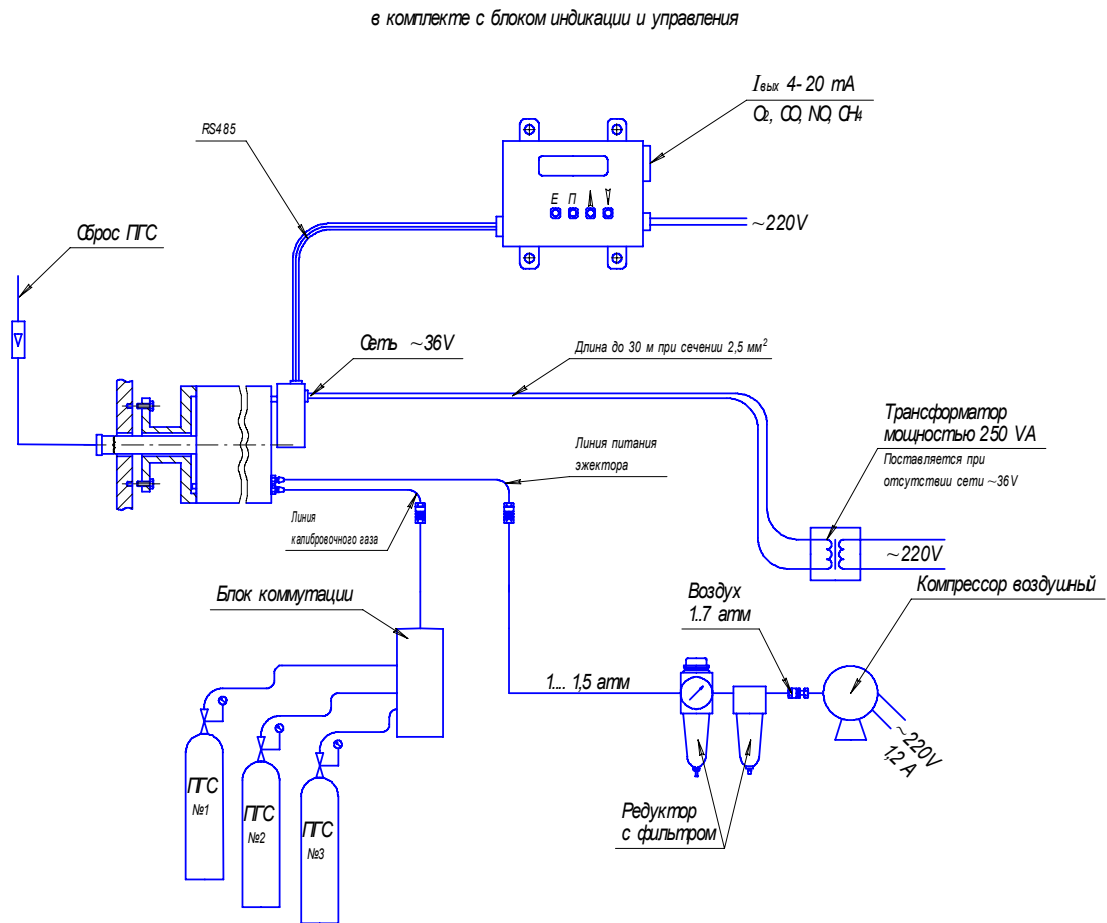 в комплекте с блоком индикации и управления
Iвых 4-20 mA
O₂, CO, NO, CH₄
RS485
Е П
~220V
Сброс ПГС
Сеть ~36V
Длина до 30 м при сечении 2,5 мм²
Трансформатор
мощностью 250 VA
Поставляется при
отсутствии сети ~36V
Линия питания
эжектора
Линия
калибровочного газа
~220V
Блок коммутации
Воздух
1..7 атм
Компрессор воздушный
1.... 1,5 атм
~220V
1,2 A
ПГС
№1
ПГС
№2
ПГС
№3
Редуктор
с фильтром